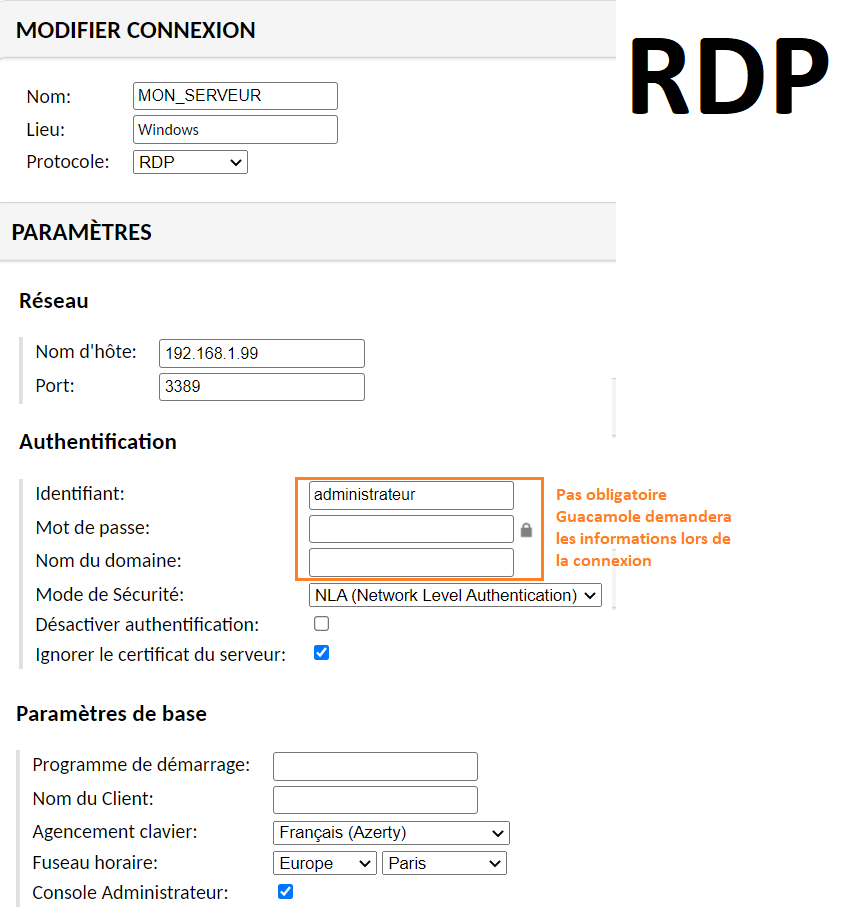 MODIFIER CONNEXION
RDP
Nom: MON_SERVEUR
Lieu: Windows
Protocole: RDP
PARAMÈTRES
Réseau
Nom d'hôte: 192.168.1.99
Port: 3389
Authentification
Identifiant: administrateur
Mot de passe:
Nom du domaine:
Pas obligatoire
Guacamole demandera
les informations lors de
la connexion
Mode de Sécurité: NLA (Network Level Authentication)
Désactiver authentification:
Ignorer le certificat du serveur:
Paramètres de base
Programme de démarrage:
Nom du Client:
Agencement clavier: Français (Azerty)
Fuseau horaire: Europe Paris
Console Administrateur: